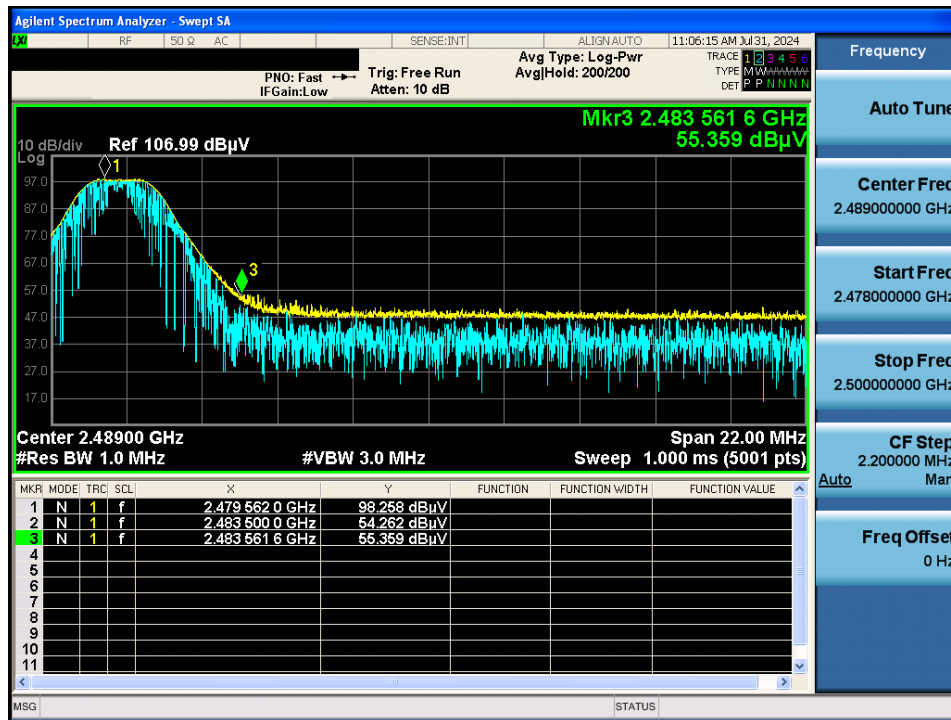 Agilent Spectrum Analyzer - Swept SA
LXI RF 50 Ω AC SENSE:INT ALIGN AUTO 11:06:15 AM Jul 31, 2024
Frequency
PNO: Fast
IFGain:Low
Trig: Free Run
Atten: 10 dB
Avg Type: Log-Pwr
Avg|Hold: 200/200
TRACE 1 2 3 4 5 6
TYPE MWWWWW
DET P P N N N N
Mkr3 2.483 561 6 GHz
55.359 dBµV
10 dB/div
Log
Ref 106.99 dBµV
1
97.0
87.0
77.0
67.0
3
57.0
47.0
37.0
27.0
17.0
Center 2.48900 GHz
Span 22.00 MHz
#Res BW 1.0 MHz
#VBW 3.0 MHz
Sweep 1.000 ms (5001 pts)
MKR MODE TRC SCL X Y FUNCTION FUNCTION WIDTH FUNCTION VALUE
1 N 1 f 2.479 562 0 GHz 98.258 dBµV
2 N 1 f 2.483 500 0 GHz 54.262 dBµV
3 N 1 f 2.483 561 6 GHz 55.359 dBµV
4
5
6
7
8
9
10
11
MSG
STATUS
Auto Tune
Center Freq
2.489000000 GHz
Start Freq
2.478000000 GHz
Stop Freq
2.500000000 GHz
CF Step
2.200000 MHz
Auto Man
Freq Offset
0 Hz